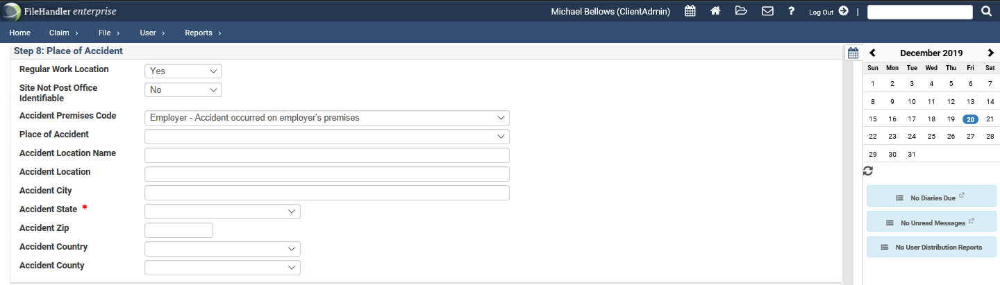 FileHandler enterprise
Michael Bellows (ClientAdmin) ? Log Out |
Home Claim › File › User › Reports ›
Step 8: Place of Accident
Regular Work Location Yes
Site Not Post Office Identifiable No
Accident Premises Code Employer - Accident occurred on employer's premises
Place of Accident
Accident Location Name
Accident Location
Accident City
Accident State *
Accident Zip
Accident Country
Accident County
December 2019
Sun Mon Tue Wed Thu Fri Sat
1 2 3 4 5 6 7
8 9 10 11 12 13 14
15 16 17 18 19 20 21
22 23 24 25 26 27 28
29 30 31
No Diaries Due
No Unread Messages
No User Distribution Reports